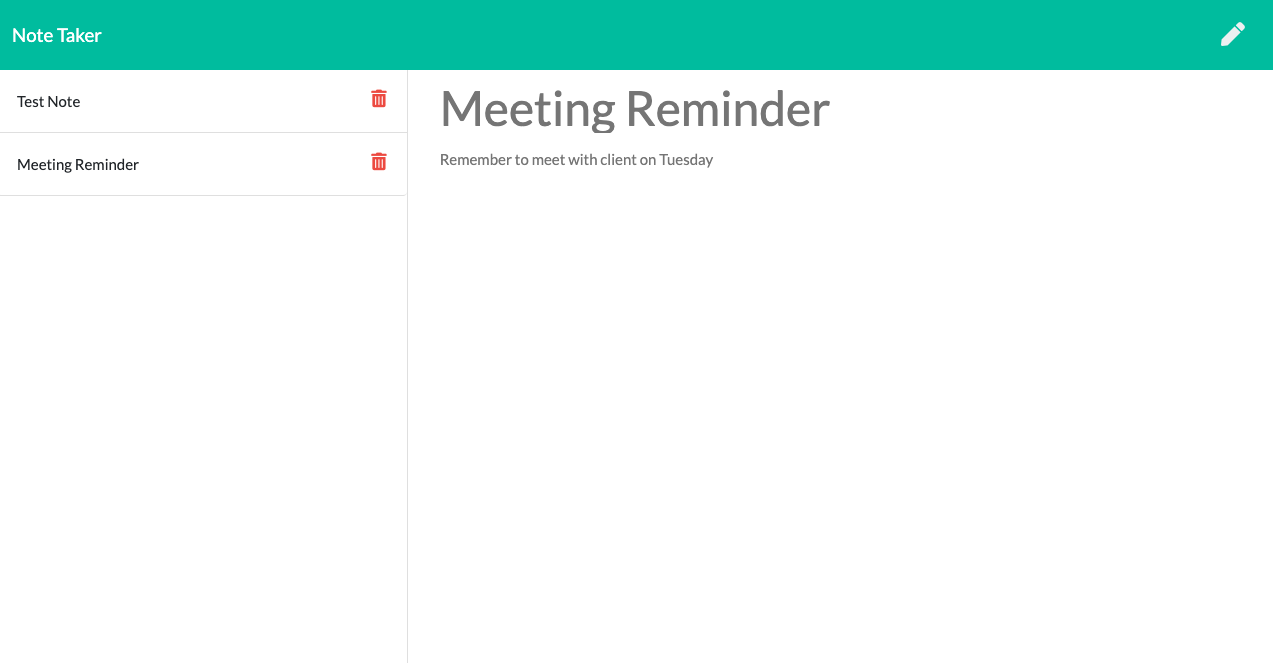 Note Taker
Test Note
Meeting Reminder
Meeting Reminder
Remember to meet with client on Tuesday